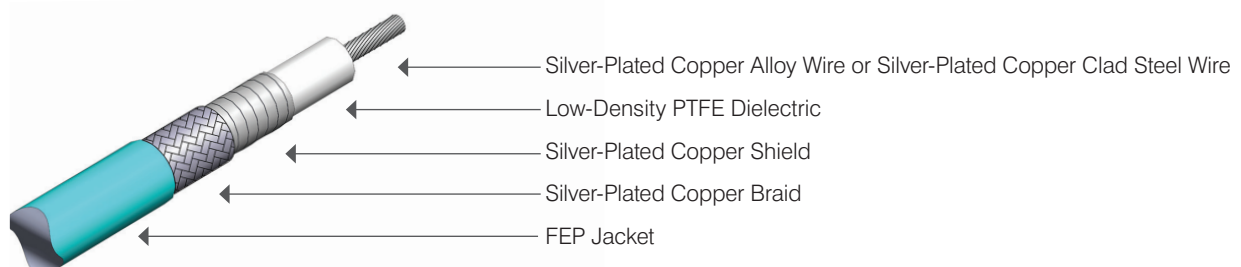 Silver-Plated Copper Alloy Wire or Silver-Plated Copper Clad Steel Wire
Low-Density PTFE Dielectric
Silver-Plated Copper Shield
Silver-Plated Copper Braid
FEP Jacket